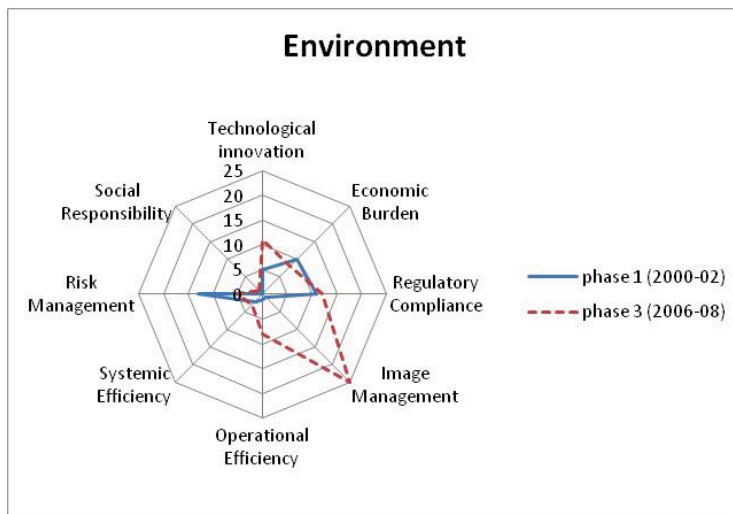 Environment
Technological
innovation
25
20
15
10
5
0
Economic
Burden
Regulatory
Compliance
Image
Management
Operational
Efficiency
Systemic
Efficiency
Risk
Management
Social
Responsibility
phase 1 (2000-02)
phase 3 (2006-08)